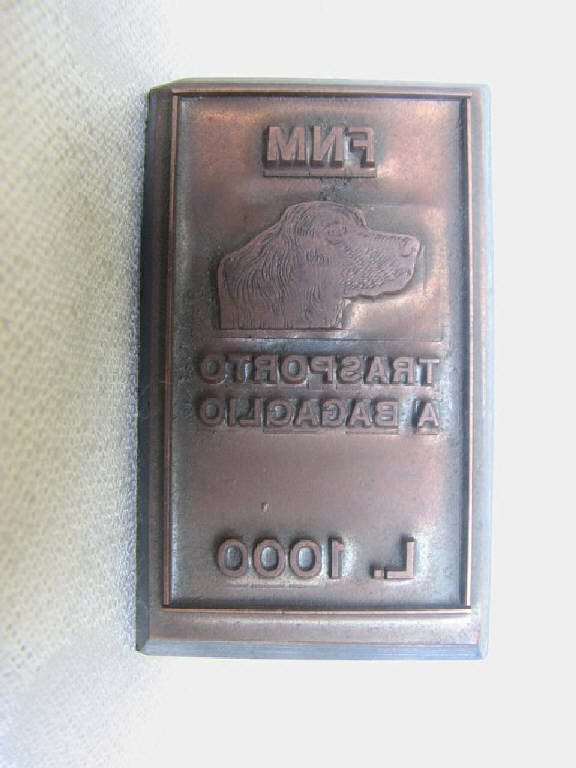 FNM
TRASPORTO
A' BAGAGLIO
L. 1000